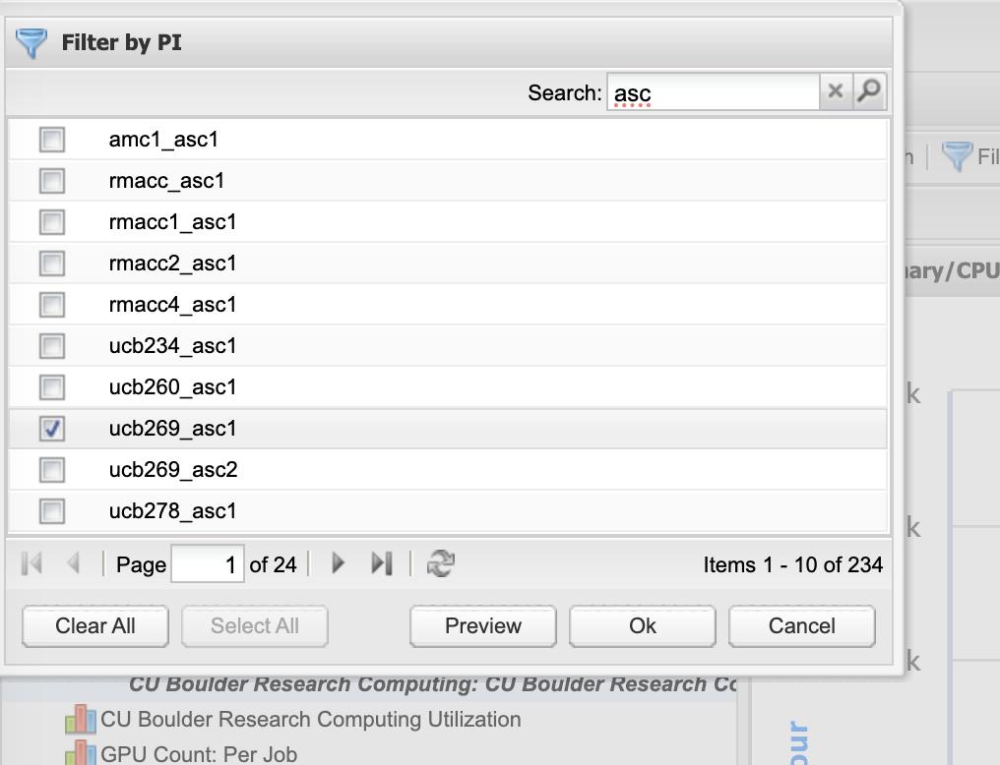 Filter by PI
Search: asc
amc1_asc1
rmacc_asc1
rmacc1_asc1
rmacc2_asc1
rmacc4_asc1
ucb234_asc1
ucb260_asc1
ucb269_asc1
ucb269_asc2
ucb278_asc1
Page 1 of 24 Items 1 - 10 of 234
Clear All Select All Preview Ok Cancel
n Fil
ary/CPU
k
k
k
CU Boulder Research Computing: CU Boulder Research Co
CU Boulder Research Computing Utilization
GPU Count: Per Job
our